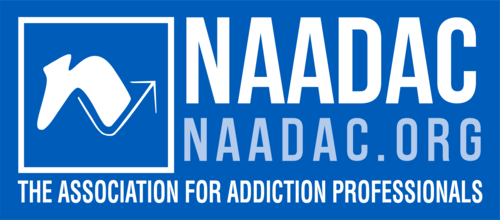 NAADAC
NAADAC.ORG
THE ASSOCIATION FOR ADDICTION PROFESSIONALS